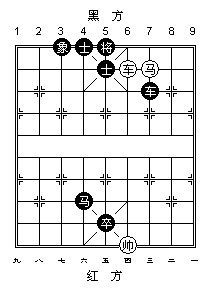 黑 方
1 2 3 4 5 6 7 8 9
象 士 将
士 车 马
车
马
卒
帅
九 八 七 六 五 四 三 二 一
红 方